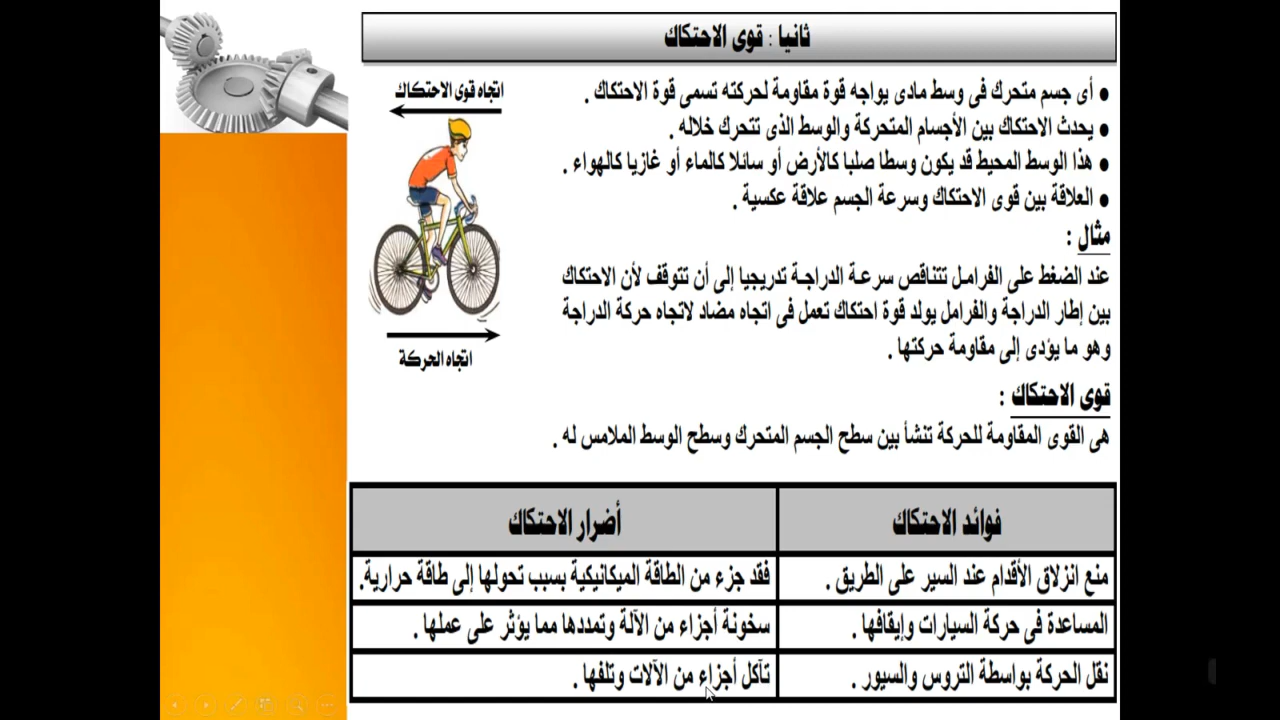 ثانيا : قوى الاحتكاك
● أى جسم متحرك فى وسط مادى يواجه قوة مقاومة لحركته تسمى قوة الاحتكاك .
● يحدث الاحتكاك بين الأجسام المتحركة والوسط الذى تتحرك خلاله .
● هذا الوسط المحيط قد يكون وسطا صلبا كالأرض أو سائلا كالماء أو غازيا كالهواء .
● العلاقة بين قوى الاحتكاك وسرعة الجسم علاقة عكسية .
اتجاه قوى الاحتكاك
اتجاه الحركة
مثال :
عند الضغط على الفرامل تتناقص سرعة الدراجة تدريجيا إلى أن تتوقف لأن الاحتكاك
بين إطار الدراجة والفرامل يولد قوة احتكاك تعمل فى اتجاه مضاد لاتجاه حركة الدراجة
وهو ما يؤدى إلى مقاومة حركتها .
قوى الاحتكاك :
هى القوى المقاومة للحركة تنشأ بين سطح الجسم المتحرك وسطح الوسط الملامس له .
فوائد الاحتكاك
أضرار الاحتكاك
منع انزلاق الأقدام عند السير على الطريق .
فقد جزء من الطاقة الميكانيكية بسبب تحولها إلى طاقة حرارية.
المساعدة فى حركة السيارات وإيقافها .
سخونة أجزاء من الآلة وتمددها مما يؤثر على عملها .
نقل الحركة بواسطة التروس والسيور .
تآكل أجزاء من الآلات وتلفها .